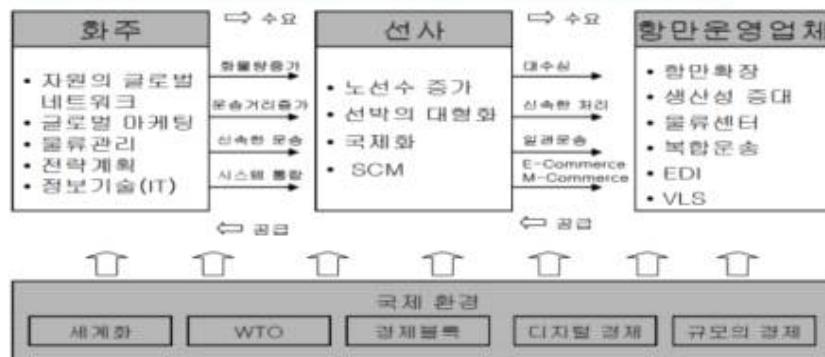 화주
• 자원의 글로벌
네트워크
• 글로벌 마케팅
• 물류관리
• 전략계획
• 정보기술(IT)
⇨ 수요
화물량증가
운송거리증가
신속한 운송
시스템 통합
⇦ 공급
선사
• 노선수 증가
• 선박의 대형화
• 국제화
• SCM
⇨ 수요
대수심
신속한 처리
일관운송
E-Commerce
M-Commerce
⇦ 공급
항만운영업체
• 항만확장
• 생산성 증대
• 물류센터
• 복합운송
• EDI
• VLS
국제 환경
세계화
WTO
경제블록
디지털 경제
규모의 경제